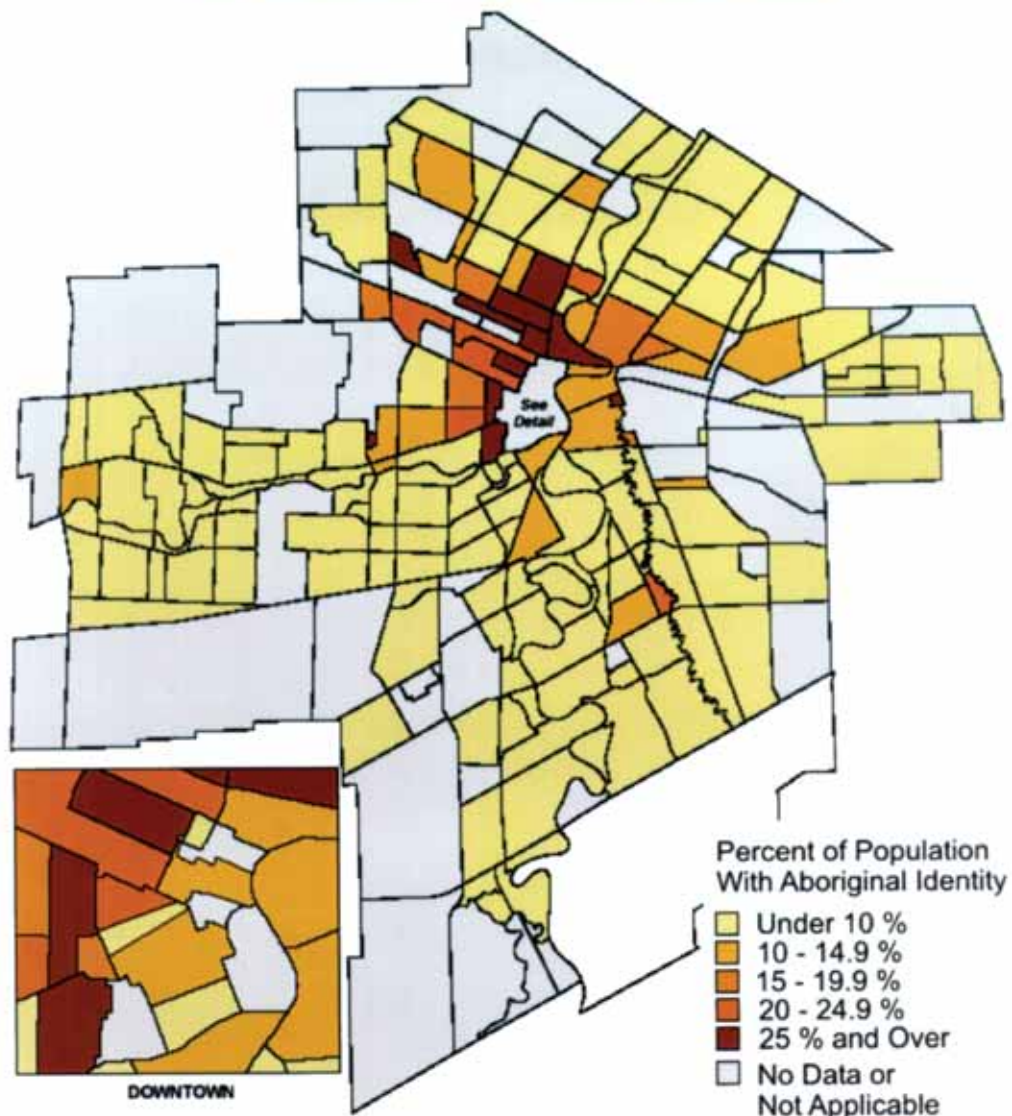 See
Detail
Percent of Population
With Aboriginal Identity
Under 10 %
10 - 14.9 %
15 - 19.9 %
20 - 24.9 %
25 % and Over
No Data or
Not Applicable
DOWNTOWN